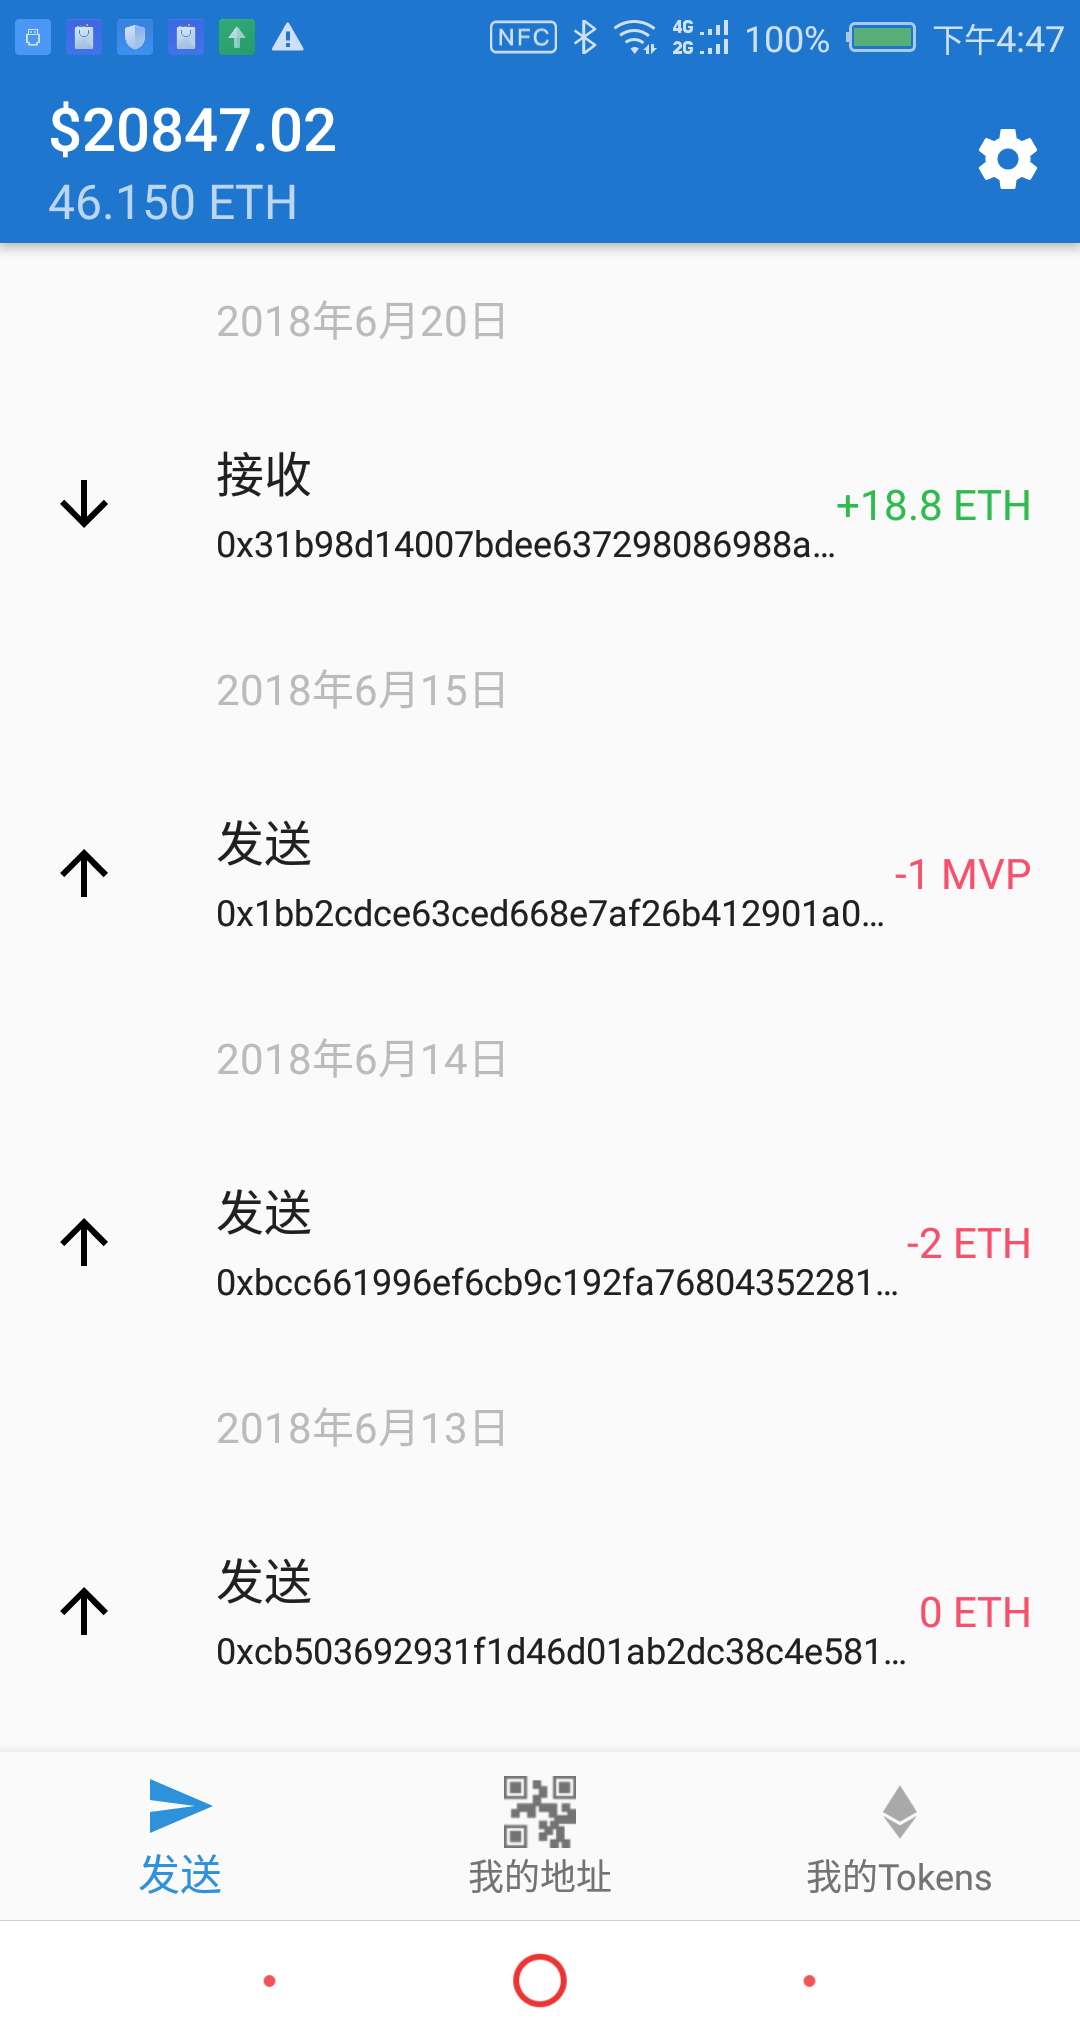 NFC 4G 2G 100% 下午4:47
$20847.02
46.150 ETH
2018年6月20日
接收
+18.8 ETH
0x31b98d14007bdee637298086988a...
2018年6月15日
发送
-1 MVP
0x1bb2cdce63ced668e7af26b412901a0...
2018年6月14日
发送
-2 ETH
0xbcc661996ef6cb9c192fa76804352281...
2018年6月13日
发送
0 ETH
0xcb503692931f1d46d01ab2dc38c4e581...
发送 我的地址 我的Tokens